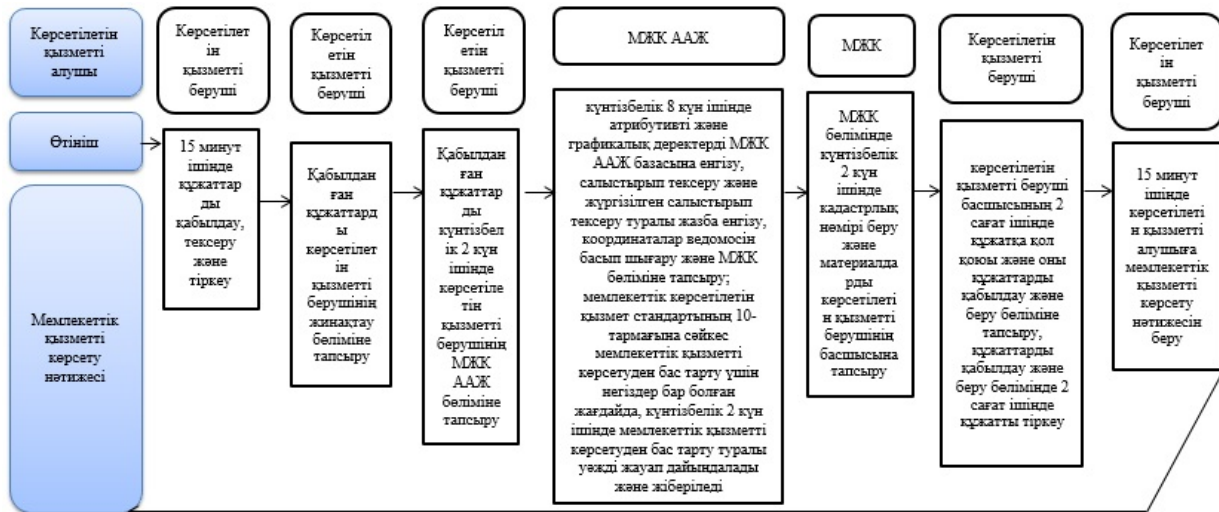 Көрсетілетін
қызметті
алушы
Өтініш
Мемлекеттік
қызметті
көрсету
нәтижесі
Көрсетілет
ін
қызметті
беруші
15 минут
ішінде
құжаттар
ды
қабылдау,
тексеру
және
тіркеу
Көрсетіл
етін
қызметті
беруші
Қабылдан
ған
құжаттард
ы
көрсетілет
ін
қызметті
берушінің
жинақтау
бөліміне
тапсыру
Көрсетіл
етін
қызметті
беруші
Қабылдан
ған
құжаттар
ды
күнтізбел
ік 2 күн
ішінде
көрсетіле
тін
қызметті
берушінің
МЖК
ААЖ
бөліміне
тапсыру
МЖК ААЖ
күнтізбелік 8 күн ішінде
атрибутивті және
графикалық деректерді МЖК
ААЖ базасына енгізу,
салыстырып тексеру және
жүргізілген салыстырып
тексеру туралы жазба енгізу,
координаталар ведомосін
басып шығару және МЖК
бөліміне тапсыру;
мемлекеттік көрсетілетін
қызмет стандартының 10-
тармағына сәйкес
мемлекеттік қызметті
көрсетуден бас тарту үшін
негіздер бар болған
жағдайда, күнтізбелік 2 күн
ішінде мемлекеттік қызметті
көрсетуден бас тарту туралы
уәжді жауап дайындалады
және жіберіледі
МЖК
МЖК
бөлімінде
күнтізбелік
2 күн
ішінде
кадастрлық
нөмірі беру
және
материалда
рды
көрсетілеті
н қызметті
берушінің
басшысына
тапсыру
Көрсетілетін
қызметті
беруші
көрсетілетін
қызметті беруші
басшысының 2
сағат ішінде
құжатқа қол
қоюы және оны
құжаттарды
қабылдау және
беру бөліміне
тапсыру,
құжаттарды
қабылдау және
беру бөлімінде 2
сағат ішінде
құжатты тіркеу
Көрсетілет
ін
қызметті
беруші
15 минут
ішінде
көрсетілеті
н қызметті
алушыға
мемлекеттік
қызметті
көрсету
нәтижесін
беру